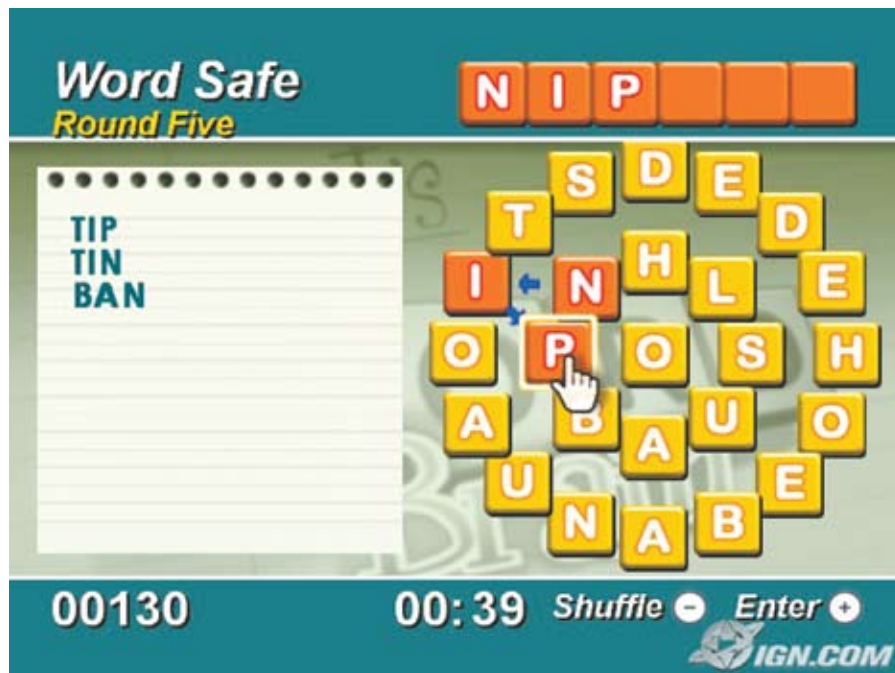 Word Safe
Round Five
N I P
TIP
TIN
BAN
D
S E
T D
H
I N L E
O P O S H
A B U O
A
U E
N B
A
00130
00:39
Shuffle -
Enter +
IGN.COM